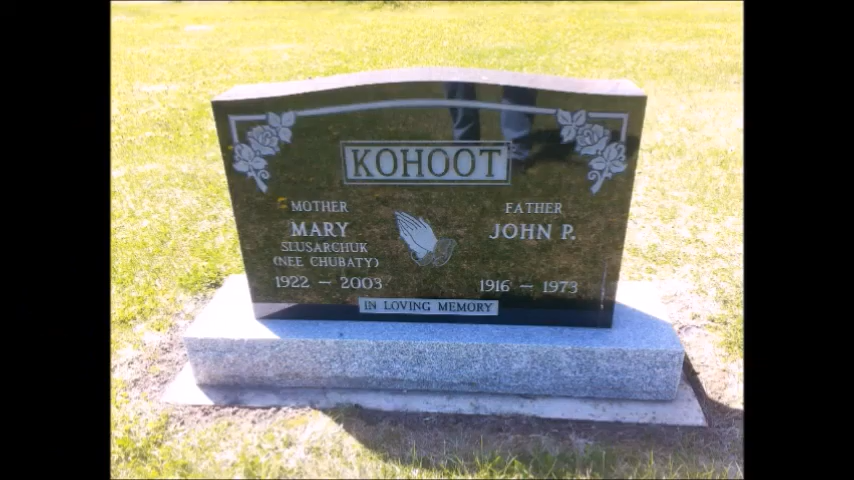 KOHOOT
MOTHER
MARY
SLUSARCHUK
(NEE CHUBATY)
1922 — 2003
FATHER
JOHN P.
1916 — 1973
IN LOVING MEMORY